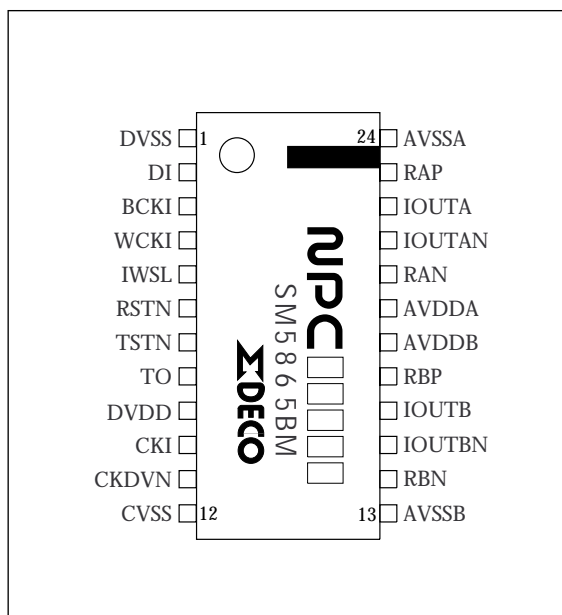 DVSS 1 24 AVSSA
DI RAP
BCKI IOUTA
WCKI IOUTAN
IWSL RAN
RSTN AVDDA
TSTN AVDDB
TO RBP
DVDD IOUTB
CKI IOUTBN
CKDVN RBN
CVSS 12 13 AVSSB
NPC
SM5865BM
DECO